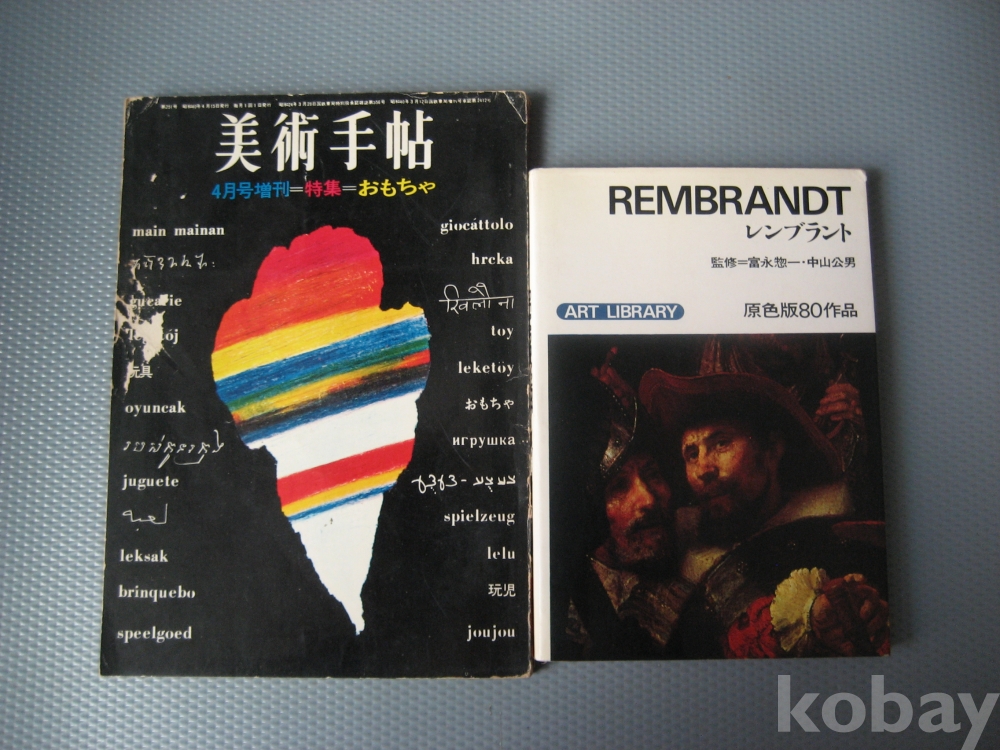 美術手帖
4月号増刊=特集=おもちゃ
main mainan
玩具
oyuncak
juguete
leksak
brinquebo
speelgoed
giocáttolo
hrcka
toy
leketöy
おもちゃ
игрушка
spielzeug
lelu
玩児
joujou
REMBRANDT
レンブラント
監修=富永惣一・中山公男
ART LIBRARY
原色版80作品
kobay